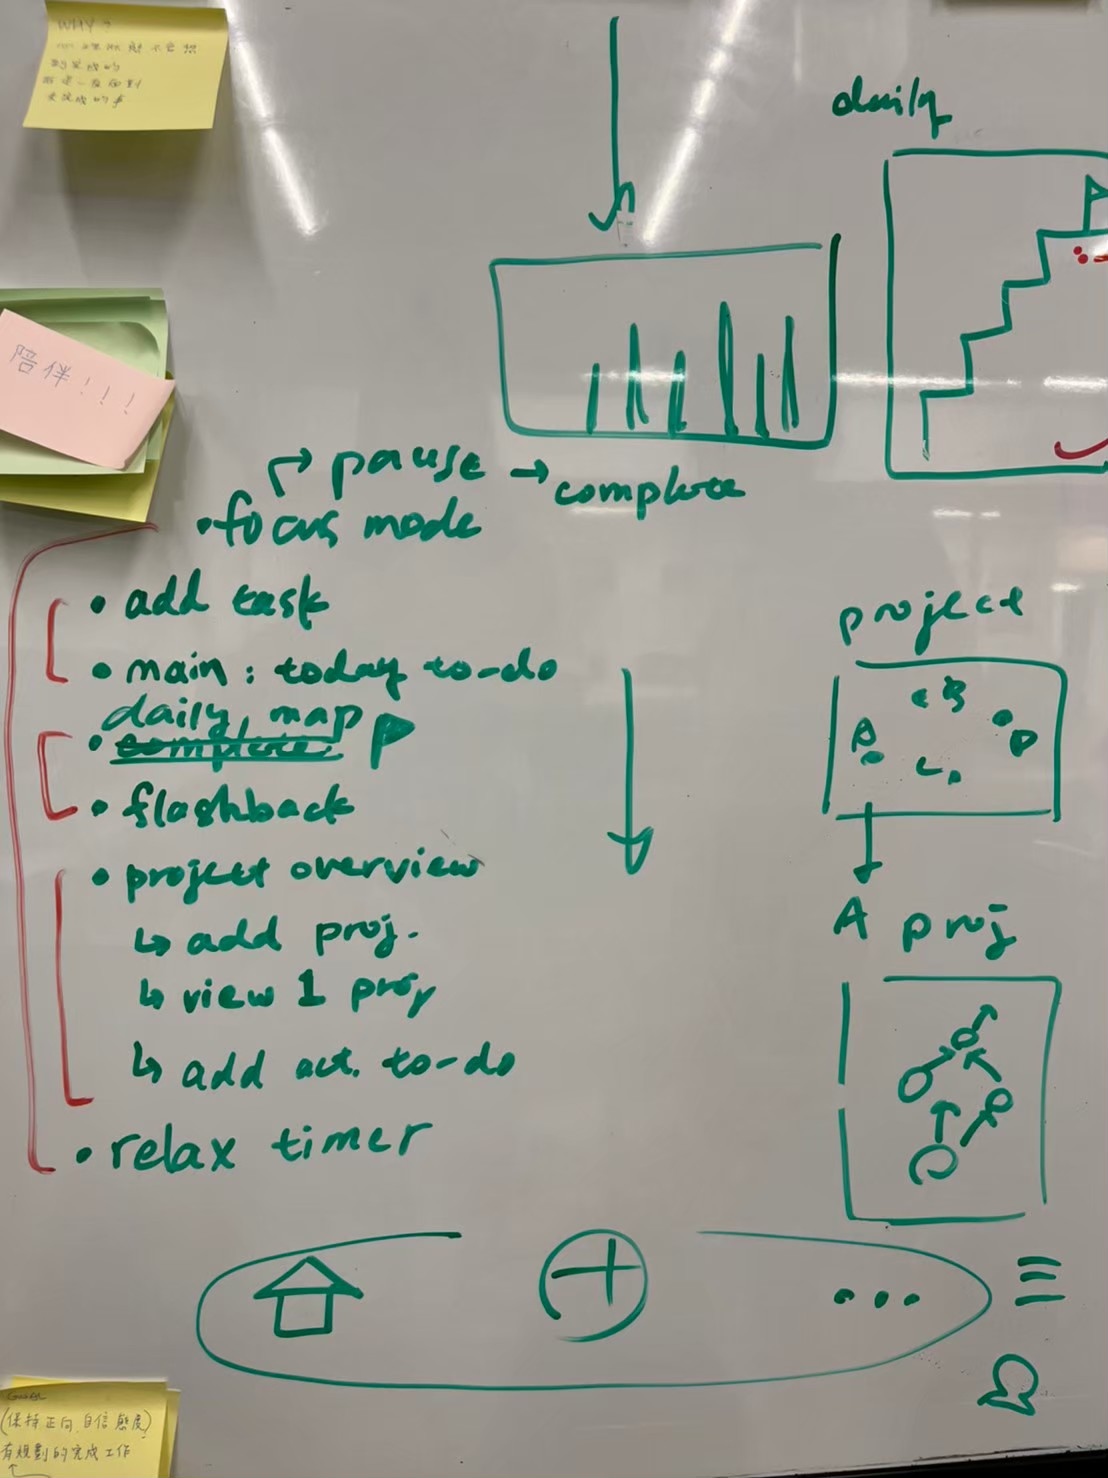 WHY?
daily
陪伴!!!
pause → complete
• focus mode
• add task
• main : today to-do
daily, map
• complete
• flashback
• project overview
↳ add proj.
↳ view 1 proj
↳ add act. to-do
• relax timer
project
A
B
C
D
A proj
(保持正向、自信態度)
有規劃的完成工作